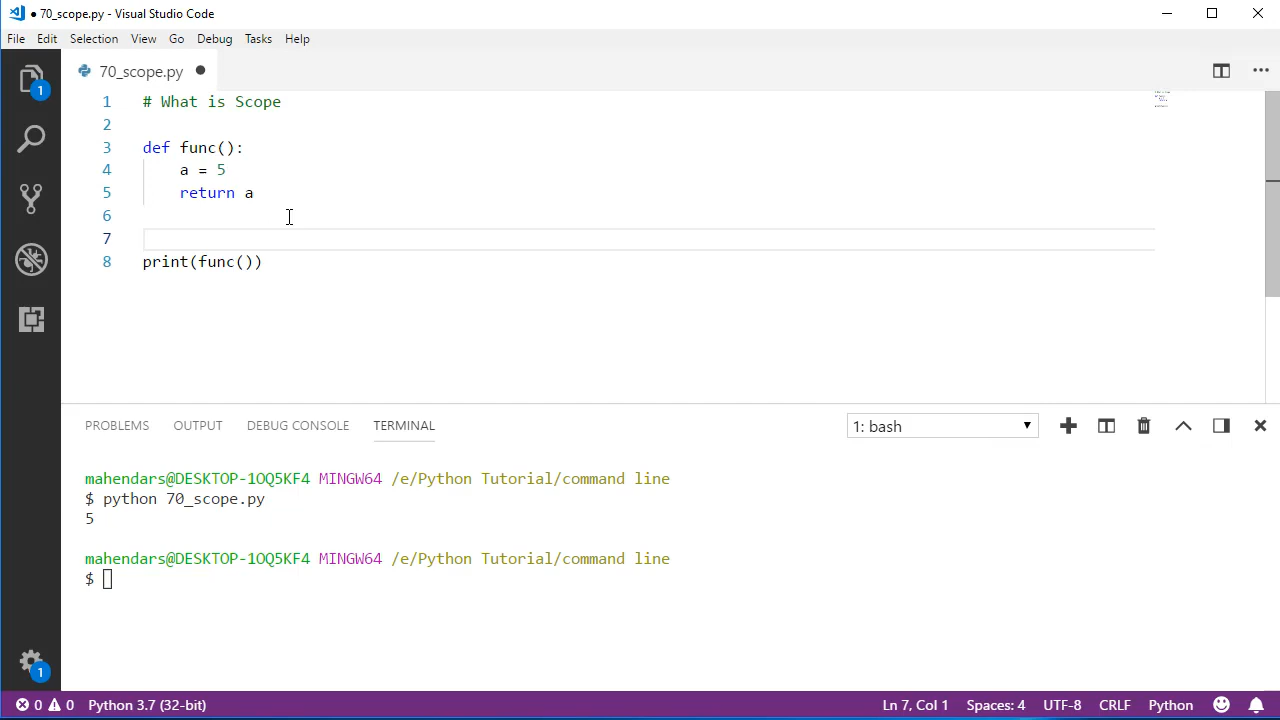 ● 70_scope.py - Visual Studio Code
File Edit Selection View Go Debug Tasks Help
70_scope.py ●
1 # What is Scope
2
3 def func():
4     a = 5
5     return a
6
7
8 print(func())
PROBLEMS OUTPUT DEBUG CONSOLE TERMINAL 1: bash
mahendars@DESKTOP-1OQ5KF4 MINGW64 /e/Python Tutorial/command line
$ python 70_scope.py
5
mahendars@DESKTOP-1OQ5KF4 MINGW64 /e/Python Tutorial/command line
$
1
1
0 0 Python 3.7 (32-bit) Ln 7, Col 1 Spaces: 4 UTF-8 CRLF Python